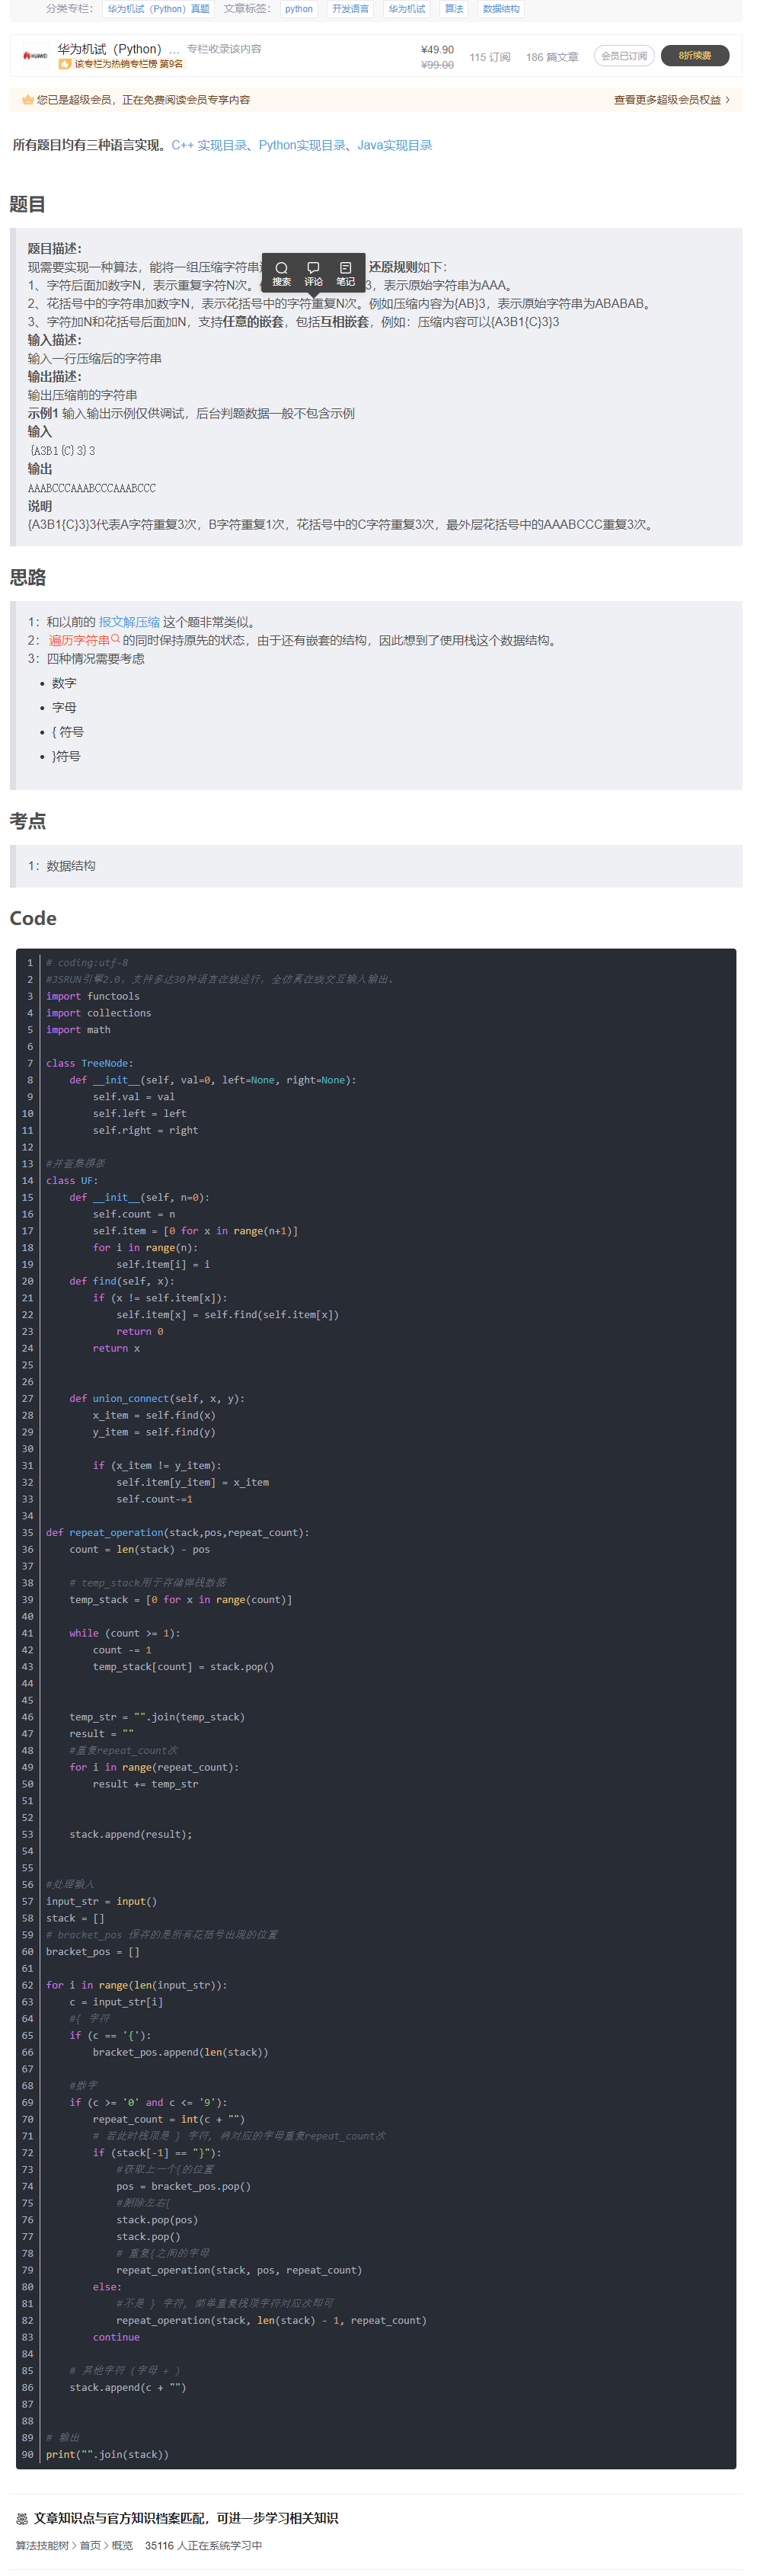 分类专栏： 华为机试（Python）真题 文章标签： python 开发语言 华为机试 算法 数据结构
HUAWEI 华为机试（Python）... 专栏收录该内容
该专栏为热销专栏榜 第9名
¥49.90
¥99.00
115 订阅 186 篇文章 会员已订阅 8折续费
您已是超级会员，正在免费阅读会员专享内容 查看更多超级会员权益
所有题目均有三种语言实现。C++ 实现目录、Python实现目录、Java实现目录
题目
题目描述：
现需要实现一种算法，能将一组压缩字符串 还原规则如下：
搜索 评论 笔记
1、字符后面加数字N，表示重复字符N次。 3，表示原始字符串为AAA。
2、花括号中的字符串加数字N，表示花括号中的字符重复N次。例如压缩内容为{AB}3，表示原始字符串为ABABAB。
3、字符加N和花括号后面加N，支持任意的嵌套，包括互相嵌套，例如：压缩内容可以{A3B1{C}3}3
输入描述：
输入一行压缩后的字符串
输出描述：
输出压缩前的字符串
示例1 输入输出示例仅供调试，后台判题数据一般不包含示例
输入
{A3B1{C}3}3
输出
AAABCCCAAABCCCAAABCCC
说明
{A3B1{C}3}3代表A字符重复3次，B字符重复1次，花括号中的C字符重复3次，最外层花括号中的AAABCCC重复3次。
思路
1：和以前的 报文解压缩 这个题非常类似。
2： 遍历字符串 的同时保持原先的状态，由于还有嵌套的结构，因此想到了使用栈这个数据结构。
3：四种情况需要考虑
• 数字
• 字母
• { 符号
• }符号
考点
1：数据结构
Code
1 # coding:utf-8
2 #JSRUN引擎2.0，支持多达30种语言在线运行，全仿真在线交互输入输出。
3 import functools
4 import collections
5 import math
6
7 class TreeNode:
8 def __init__(self, val=0, left=None, right=None):
9 self.val = val
10 self.left = left
11 self.right = right
12
13 #并查集模板
14 class UF:
15 def __init__(self, n=0):
16 self.count = n
17 self.item = [0 for x in range(n+1)]
18 for i in range(n):
19 self.item[i] = i
20 def find(self, x):
21 if (x != self.item[x]):
22 self.item[x] = self.find(self.item[x])
23 return 0
24 return x
25
26
27 def union_connect(self, x, y):
28 x_item = self.find(x)
29 y_item = self.find(y)
30
31 if (x_item != y_item):
32 self.item[y_item] = x_item
33 self.count-=1
34
35 def repeat_operation(stack,pos,repeat_count):
36 count = len(stack) - pos
37
38 # temp_stack用于存储弹栈数据
39 temp_stack = [0 for x in range(count)]
40
41 while (count >= 1):
42 count -= 1
43 temp_stack[count] = stack.pop()
44
45
46 temp_str = "".join(temp_stack)
47 result = ""
48 #重复repeat_count次
49 for i in range(repeat_count):
50 result += temp_str
51
52
53 stack.append(result);
54
55
56 #处理输入
57 input_str = input()
58 stack = []
59 # bracket_pos 保存的是所有花括号出现的位置
60 bracket_pos = []
61
62 for i in range(len(input_str)):
63 c = input_str[i]
64 #{ 字符
65 if (c == '{'):
66 bracket_pos.append(len(stack))
67
68 #数字
69 if (c >= '0' and c <= '9'):
70 repeat_count = int(c + "")
71 # 若此时栈顶是 } 字符, 将对应的字母重复repeat_count次
72 if (stack[-1] == "}"):
73 #获取上一个{的位置
74 pos = bracket_pos.pop()
75 #删除左右{
76 stack.pop(pos)
77 stack.pop()
78 # 重复{之间的字母
79 repeat_operation(stack, pos, repeat_count)
80 else:
81 #不是 } 字符, 简单重复栈顶字符对应次即可
82 repeat_operation(stack, len(stack) - 1, repeat_count)
83 continue
84
85 # 其他字符 (字母 + )
86 stack.append(c + "")
87
88
89 # 输出
90 print("".join(stack))
文章知识点与官方知识档案匹配，可进一步学习相关知识
算法技能树 > 首页 > 概览 35116 人正在系统学习中